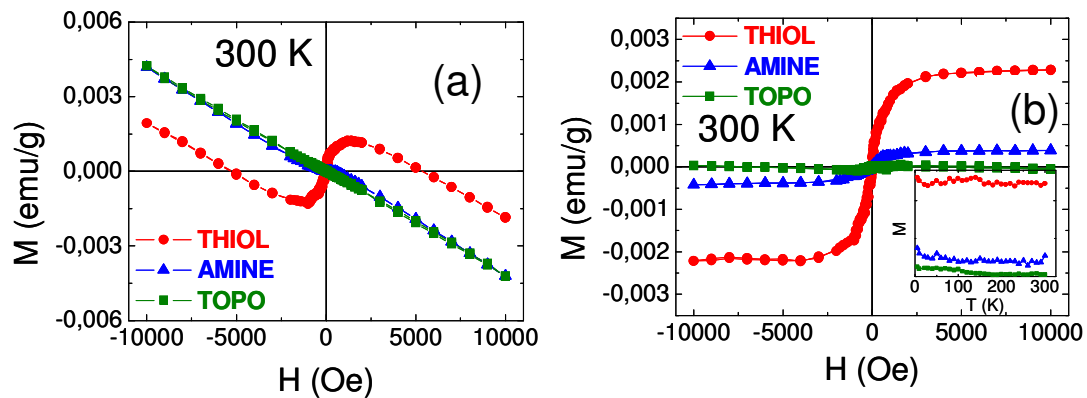 0,006
0,003
0,000
-0,003
-0,006
M (emu/g)
300 K
(a)
THIOL
AMINE
TOPO
-10000 -5000 0 5000 10000
H (Oe)
0,003
0,002
0,001
0,000
-0,001
-0,002
-0,003
M (emu/g)
THIOL
AMINE
TOPO
300 K
(b)
M
0 100 200 300
T (K)
-10000 -5000 0 5000 10000
H (Oe)